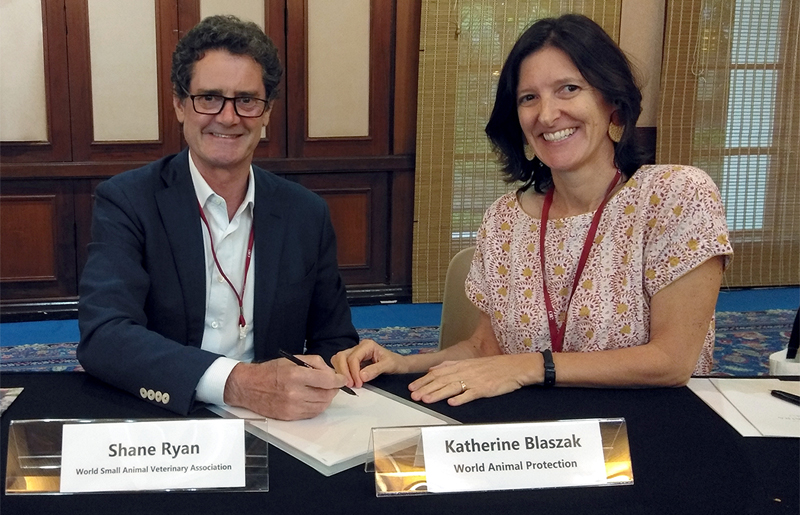 Shane Ryan
World Small Animal Veterinary Association
Katherine Blaszak
World Animal Protection